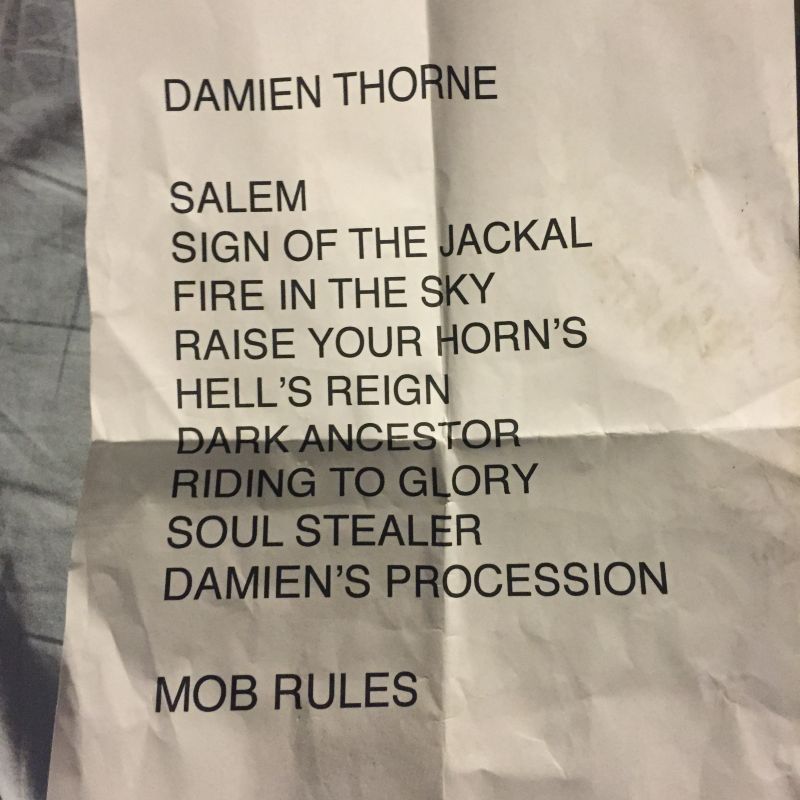 DAMIEN THORNE
SALEM
SIGN OF THE JACKAL
FIRE IN THE SKY
RAISE YOUR HORN'S
HELL'S REIGN
DARK ANCESTOR
RIDING TO GLORY
SOUL STEALER
DAMIEN'S PROCESSION
MOB RULES